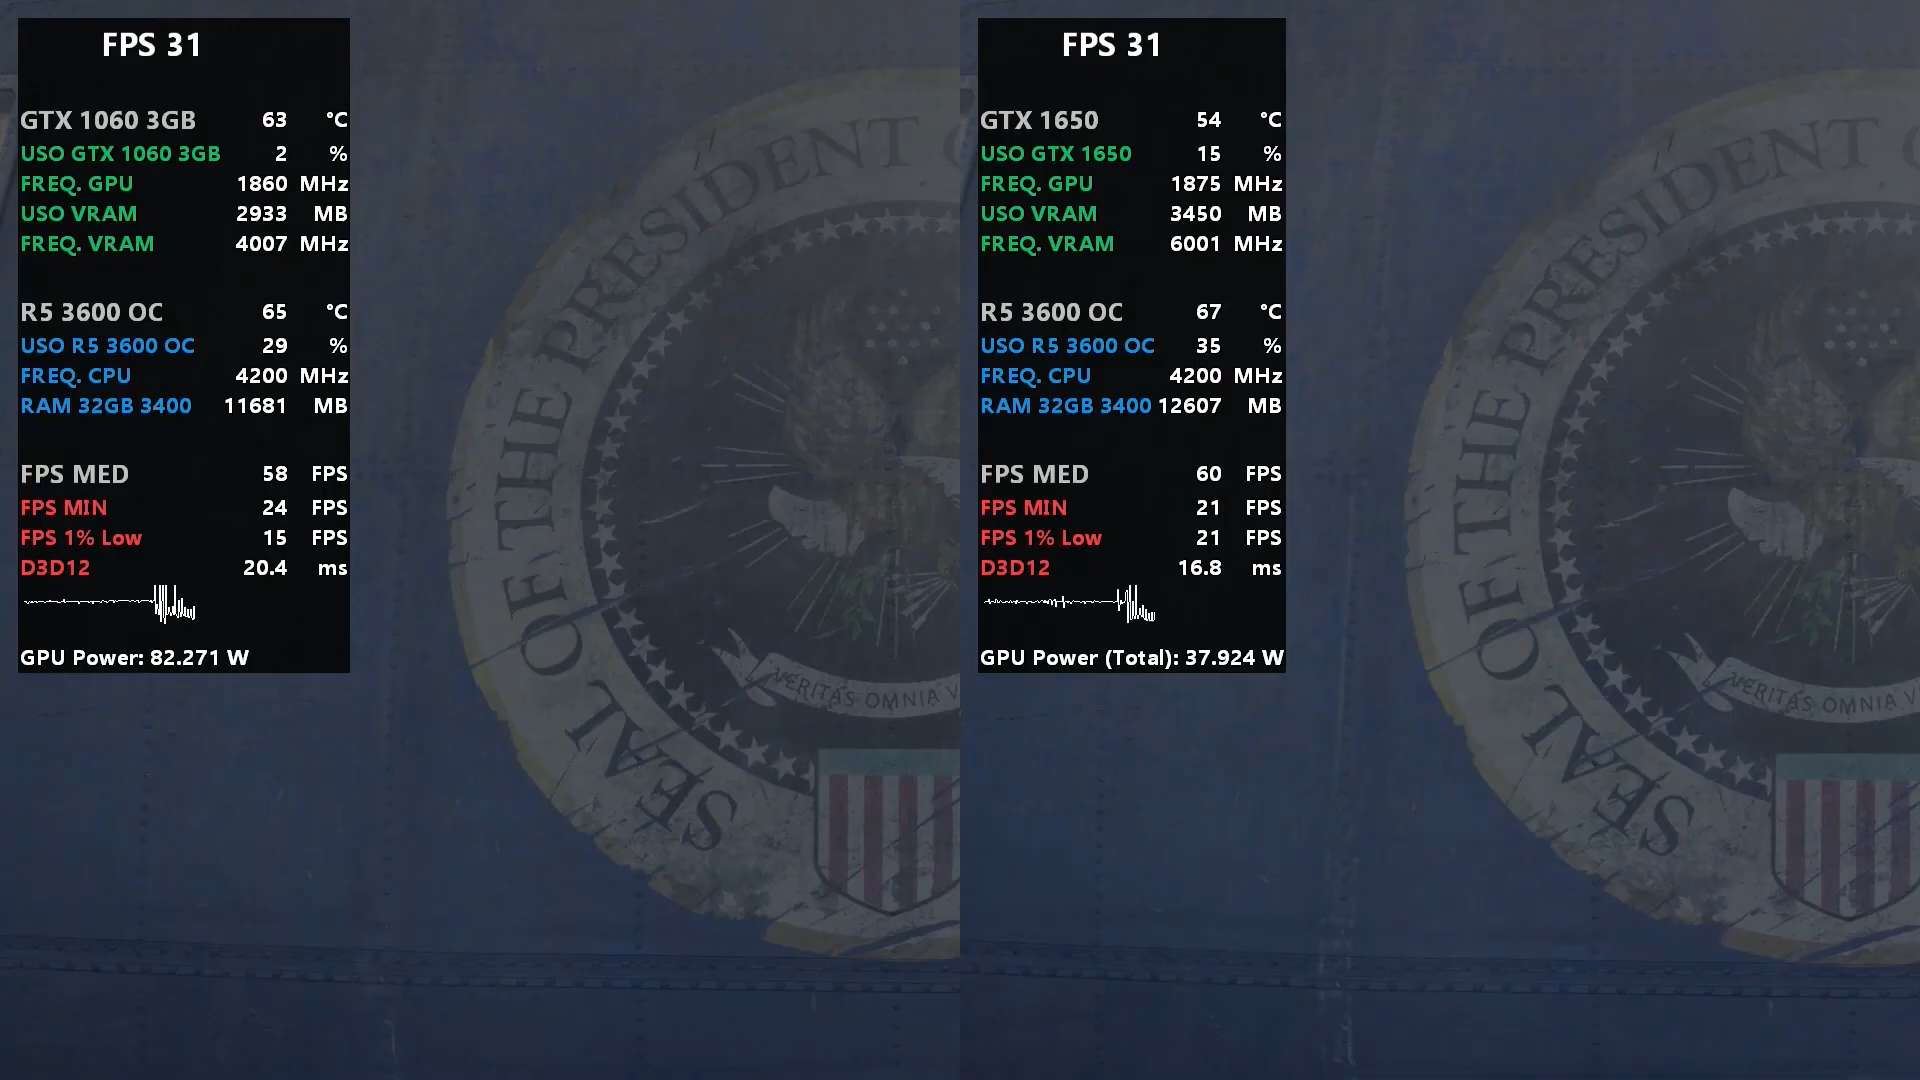 FPS 31
GTX 1060 3GB 63 °C
USO GTX 1060 3GB 2 %
FREQ. GPU 1860 MHz
USO VRAM 2933 MB
FREQ. VRAM 4007 MHz
R5 3600 OC 65 °C
USO R5 3600 OC 29 %
FREQ. CPU 4200 MHz
RAM 32GB 3400 11681 MB
FPS MED 58 FPS
FPS MIN 24 FPS
FPS 1% Low 15 FPS
D3D12 20.4 ms
GPU Power: 82.271 W
SEAL OF THE PRESIDENT
VERITAS OMNIA
FPS 31
GTX 1650 54 °C
USO GTX 1650 15 %
FREQ. GPU 1875 MHz
USO VRAM 3450 MB
FREQ. VRAM 6001 MHz
R5 3600 OC 67 °C
USO R5 3600 OC 35 %
FREQ. CPU 4200 MHz
RAM 32GB 3400 12607 MB
FPS MED 60 FPS
FPS MIN 21 FPS
FPS 1% Low 21 FPS
D3D12 16.8 ms
GPU Power (Total): 37.924 W
SEAL OF THE PRESIDENT
VERITAS OMNIA